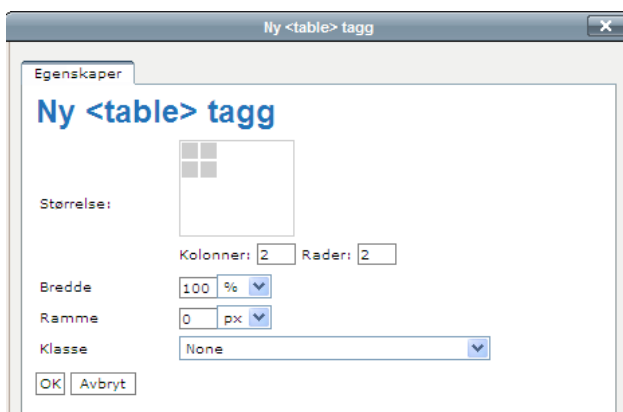 Ny <table> tagg
Egenskaper
Ny <table> tagg
Størrelse:
Kolonner: 2 Rader: 2
Bredde 100 %
Ramme 0 px
Klasse None
OK Avbryt